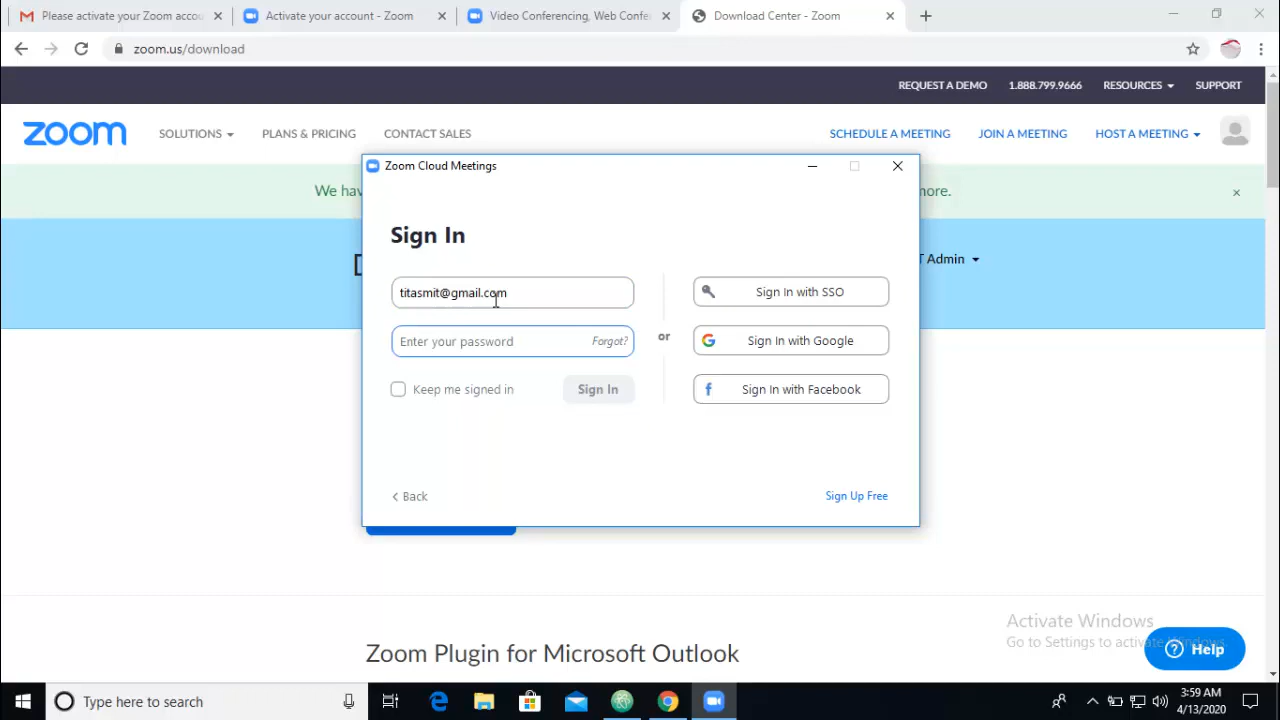 Please activate your Zoom accou
Activate your account - Zoom
Video Conferencing, Web Confe
Download Center - Zoom
zoom.us/download
REQUEST A DEMO 1.888.799.9666 RESOURCES SUPPORT
zoom SOLUTIONS PLANS & PRICING CONTACT SALES SCHEDULE A MEETING JOIN A MEETING HOST A MEETING
We hav
more.
Zoom Cloud Meetings
Sign In
T Admin
titasmit@gmail.com
Sign In with SSO
Enter your password Forgot?
or
Sign In with Google
Keep me signed in
Sign In
Sign In with Facebook
< Back
Sign Up Free
Zoom Plugin for Microsoft Outlook
Activate Windows
Go to Settings to activate Windows.
Help
Type here to search
3:59 AM
4/13/2020